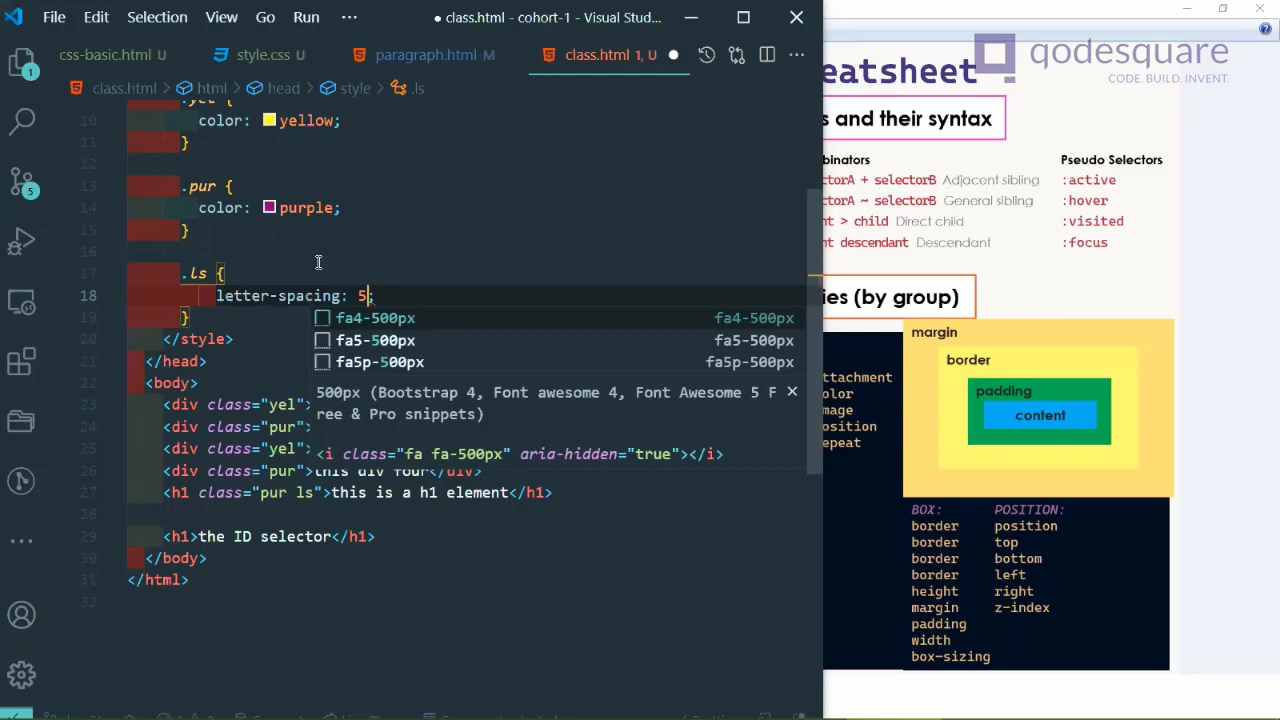 File Edit Selection View Go Run ··· ● class.html - cohort-1 - Visual Stud...
css-basic.html U style.css U paragraph.html M class.html 1, U ●
class.html > html > head > style > .ls
10 color: yellow;
11 }
12
13 .pur {
14 color: purple;
15 }
16
17 .ls {
18 letter-spacing: 5;
19 }
20 </style>
21 </head>
22 <body>
23 <div class="yel">
24 <div class="pur">
25 <div class="yel">
26 <div class="pur">this div four</div>
27 <h1 class="pur ls">this is a h1 element</h1>
28
29 <h1>the ID selector</h1>
30 </body>
31 </html>
32
fa4-500px fa4-500px
fa5-500px fa5-500px
fa5p-500px fa5p-500px
500px (Bootstrap 4, Font awesome 4, Font Awesome 5 F
ree & Pro snippets)
<i class="fa fa-500px" aria-hidden="true"></i>
1
5
qodesquare
CODE. BUILD. INVENT.
eatsheet
s and their syntax
binators
ctorA + selectorB Adjacent sibling
ctorA ~ selectorB General sibling
nt > child Direct child
nt descendant Descendant
Pseudo Selectors
:active
:hover
:visited
:focus
ies (by group)
ttachment
olor
mage
osition
epeat
margin
border
padding
content
BOX:
border
border
border
border
height
margin
padding
width
box-sizing
POSITION:
position
top
bottom
left
right
z-index